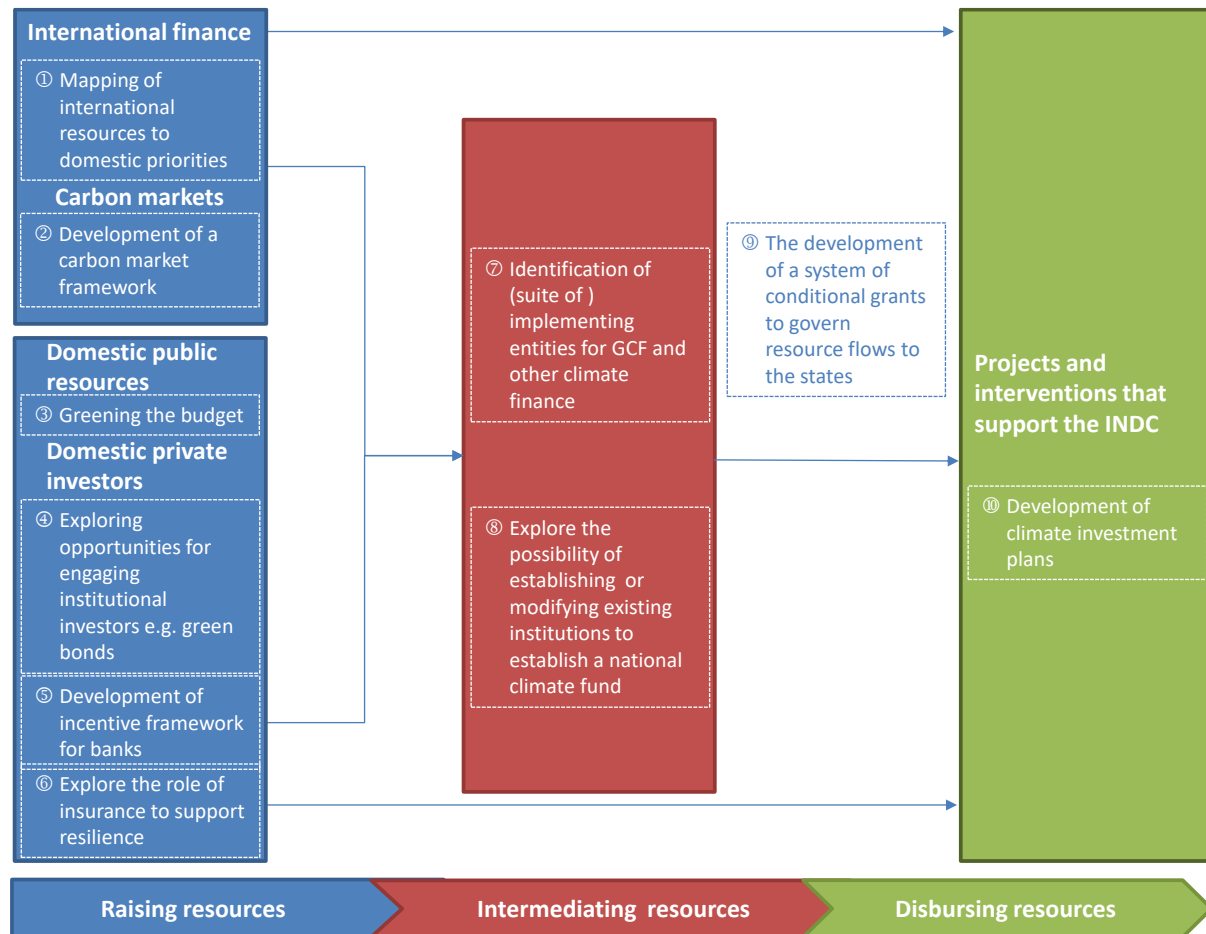 International finance
① Mapping of
international
resources to
domestic priorities
Carbon markets
② Development of a
carbon market
framework
Domestic public
resources
③ Greening the budget
Domestic private
investors
④ Exploring
opportunities for
engaging
institutional
investors e.g. green
bonds
⑤ Development of
incentive framework
for banks
⑥ Explore the role of
insurance to support
resilience
⑦ Identification of
(suite of )
implementing
entities for GCF and
other climate
finance
⑧ Explore the
possibility of
establishing or
modifying existing
institutions to
establish a national
climate fund
⑨ The development
of a system of
conditional grants
to govern
resource flows to
the states
Projects and
interventions that
support the INDC
⑩ Development of
climate investment
plans
Raising resources
Intermediating resources
Disbursing resources